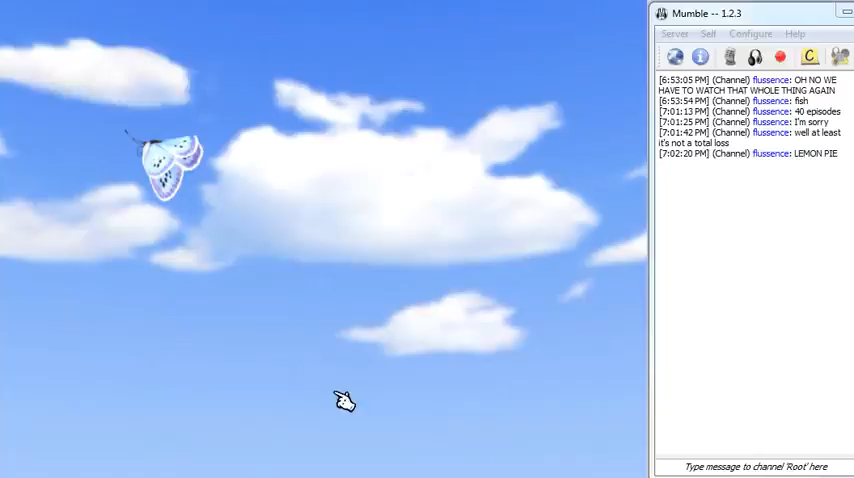 Mumble -- 1.2.3
Server Self Configure Help
[6:53:05 PM] (Channel) flussence: OH NO WE
HAVE TO WATCH THAT WHOLE THING AGAIN
[6:53:54 PM] (Channel) flussence: fish
[7:01:13 PM] (Channel) flussence: 40 episodes
[7:01:25 PM] (Channel) flussence: I'm sorry
[7:01:42 PM] (Channel) flussence: well at least
it's not a total loss
[7:02:20 PM] (Channel) flussence: LEMON PIE
Type message to channel 'Root' here